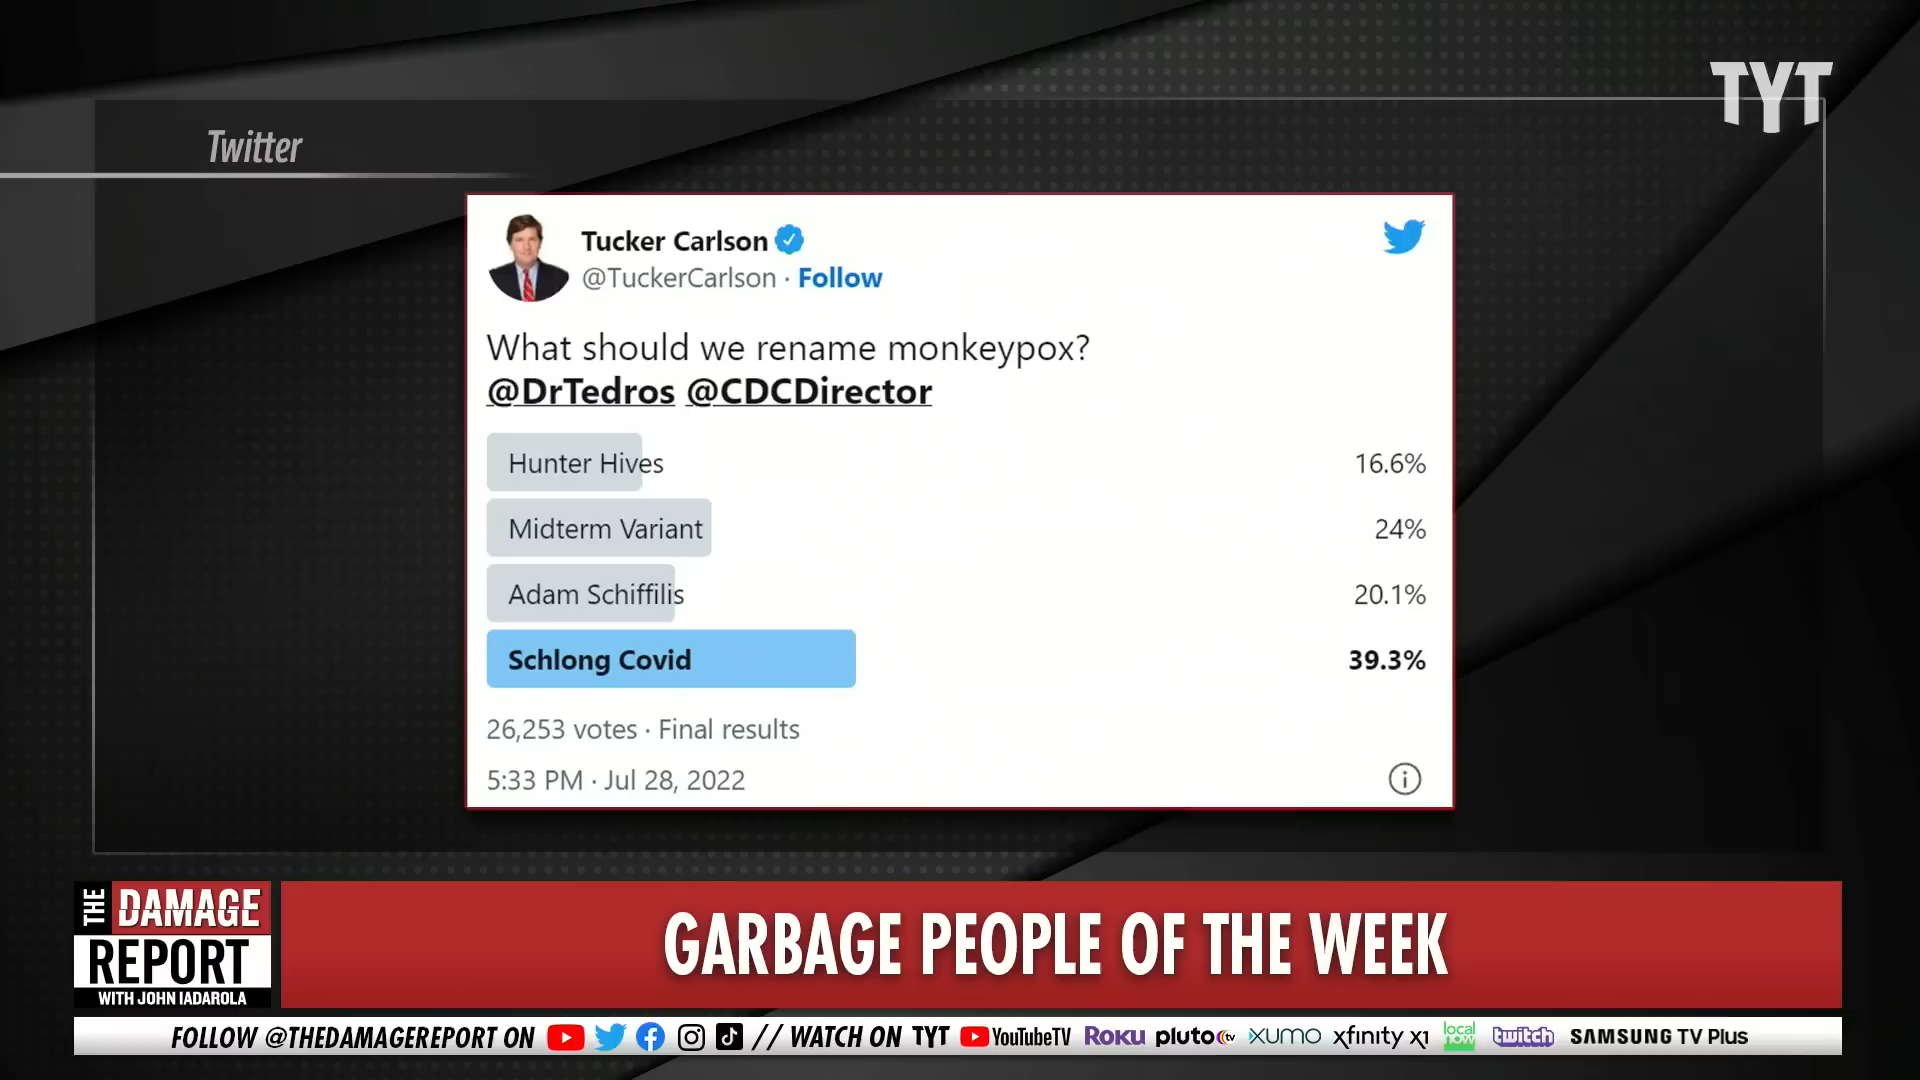 TYT
Twitter
Tucker Carlson
@TuckerCarlson · Follow
What should we rename monkeypox?
@DrTedros @CDCDirector
Hunter Hives 16.6%
Midterm Variant 24%
Adam Schiffilis 20.1%
Schlong Covid 39.3%
26,253 votes · Final results
5:33 PM · Jul 28, 2022
THE DAMAGE
REPORT
WITH JOHN IADAROLA
GARBAGE PEOPLE OF THE WEEK
FOLLOW @THEDAMAGEREPORT ON // WATCH ON TYT YouTubeTV ROKU pluto tv XUMO xfinity x1 local now twitch SAMSUNG TV Plus